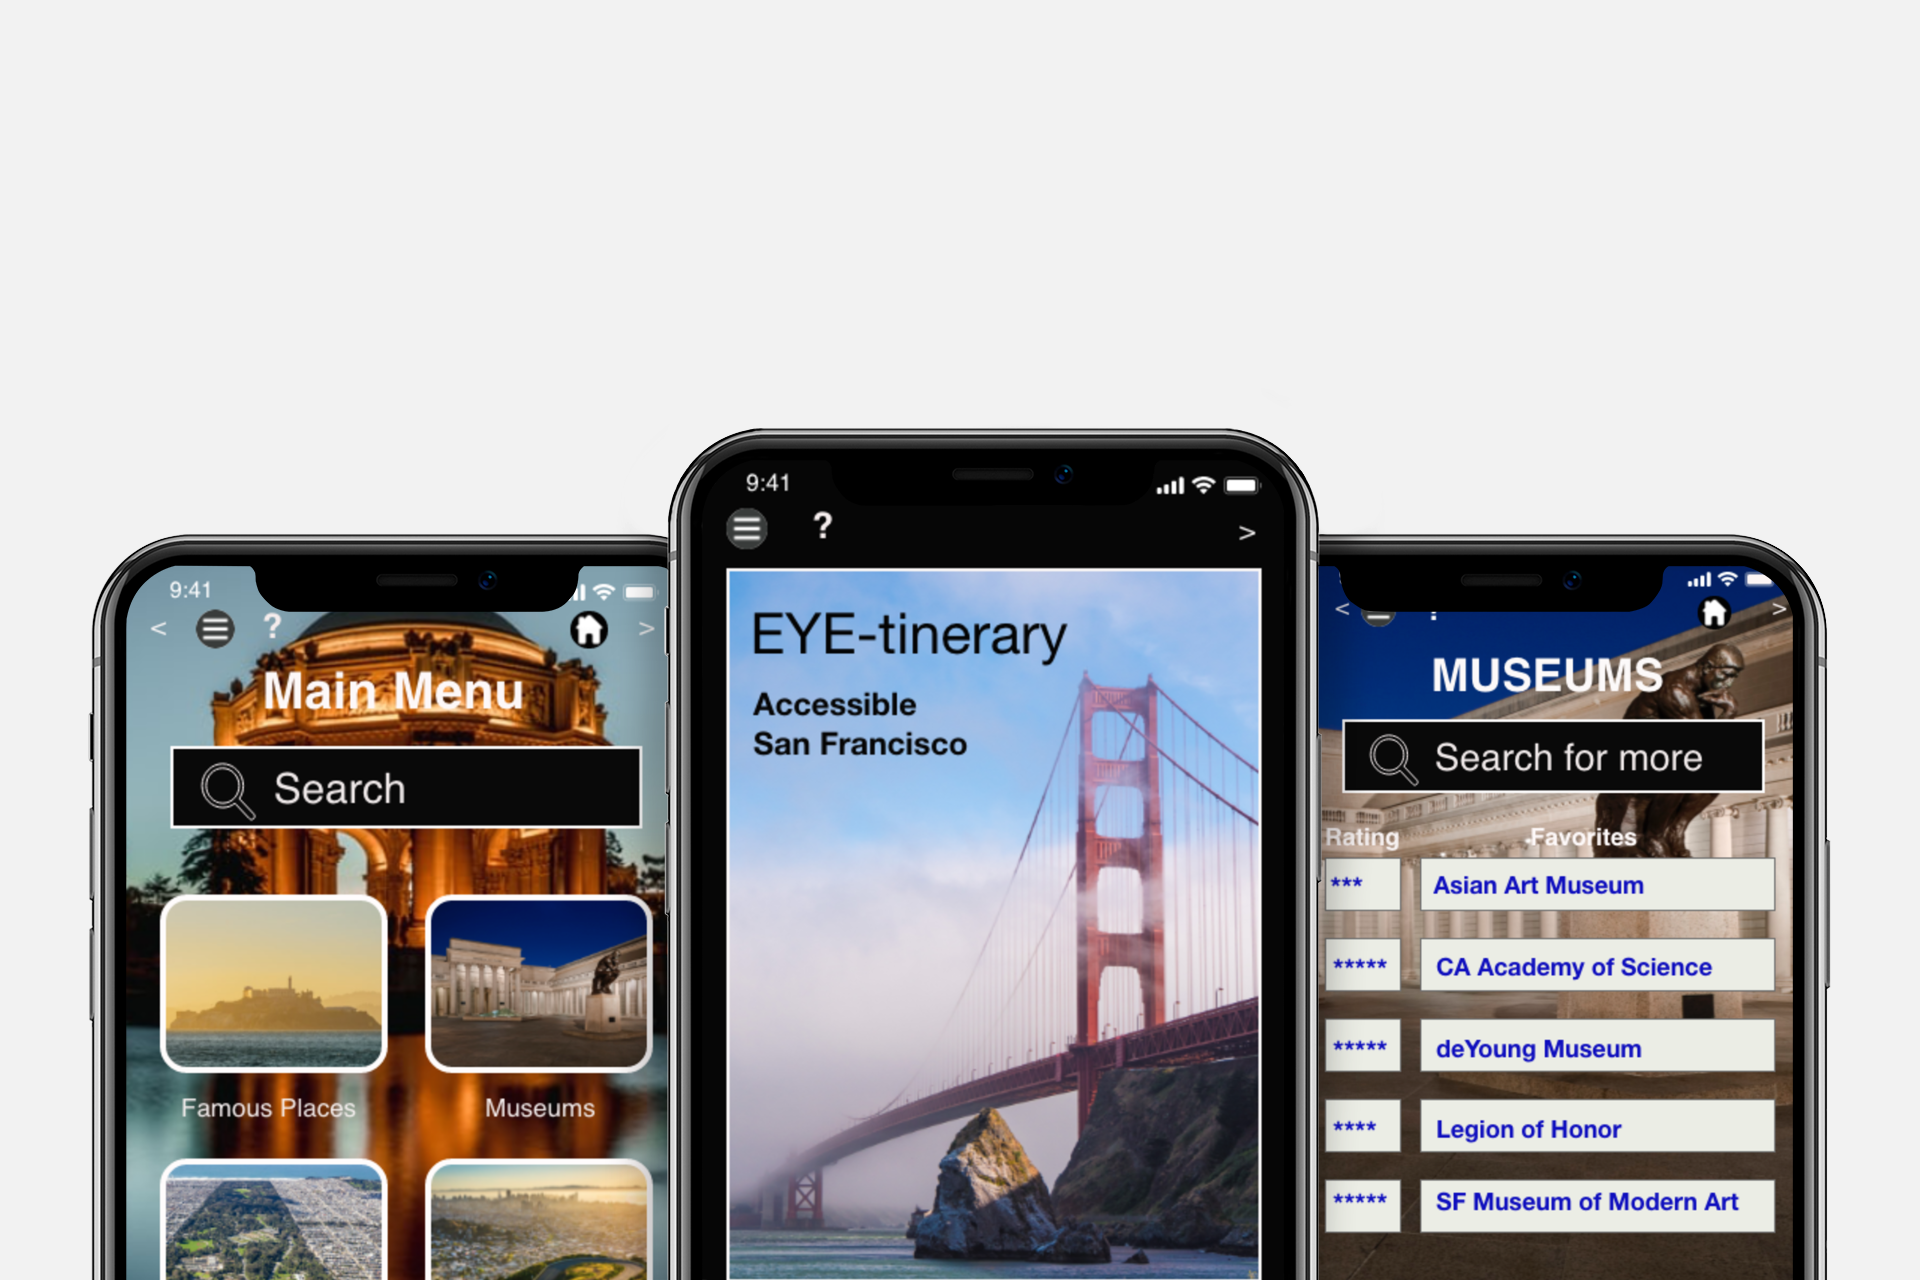 9:41
< ? >
Main Menu
Search
Famous Places
Museums
9:41
? >
EYE-tinerary
Accessible
San Francisco
< >
MUSEUMS
Search for more
Rating Favorites
*** Asian Art Museum
***** CA Academy of Science
***** deYoung Museum
**** Legion of Honor
***** SF Museum of Modern Art